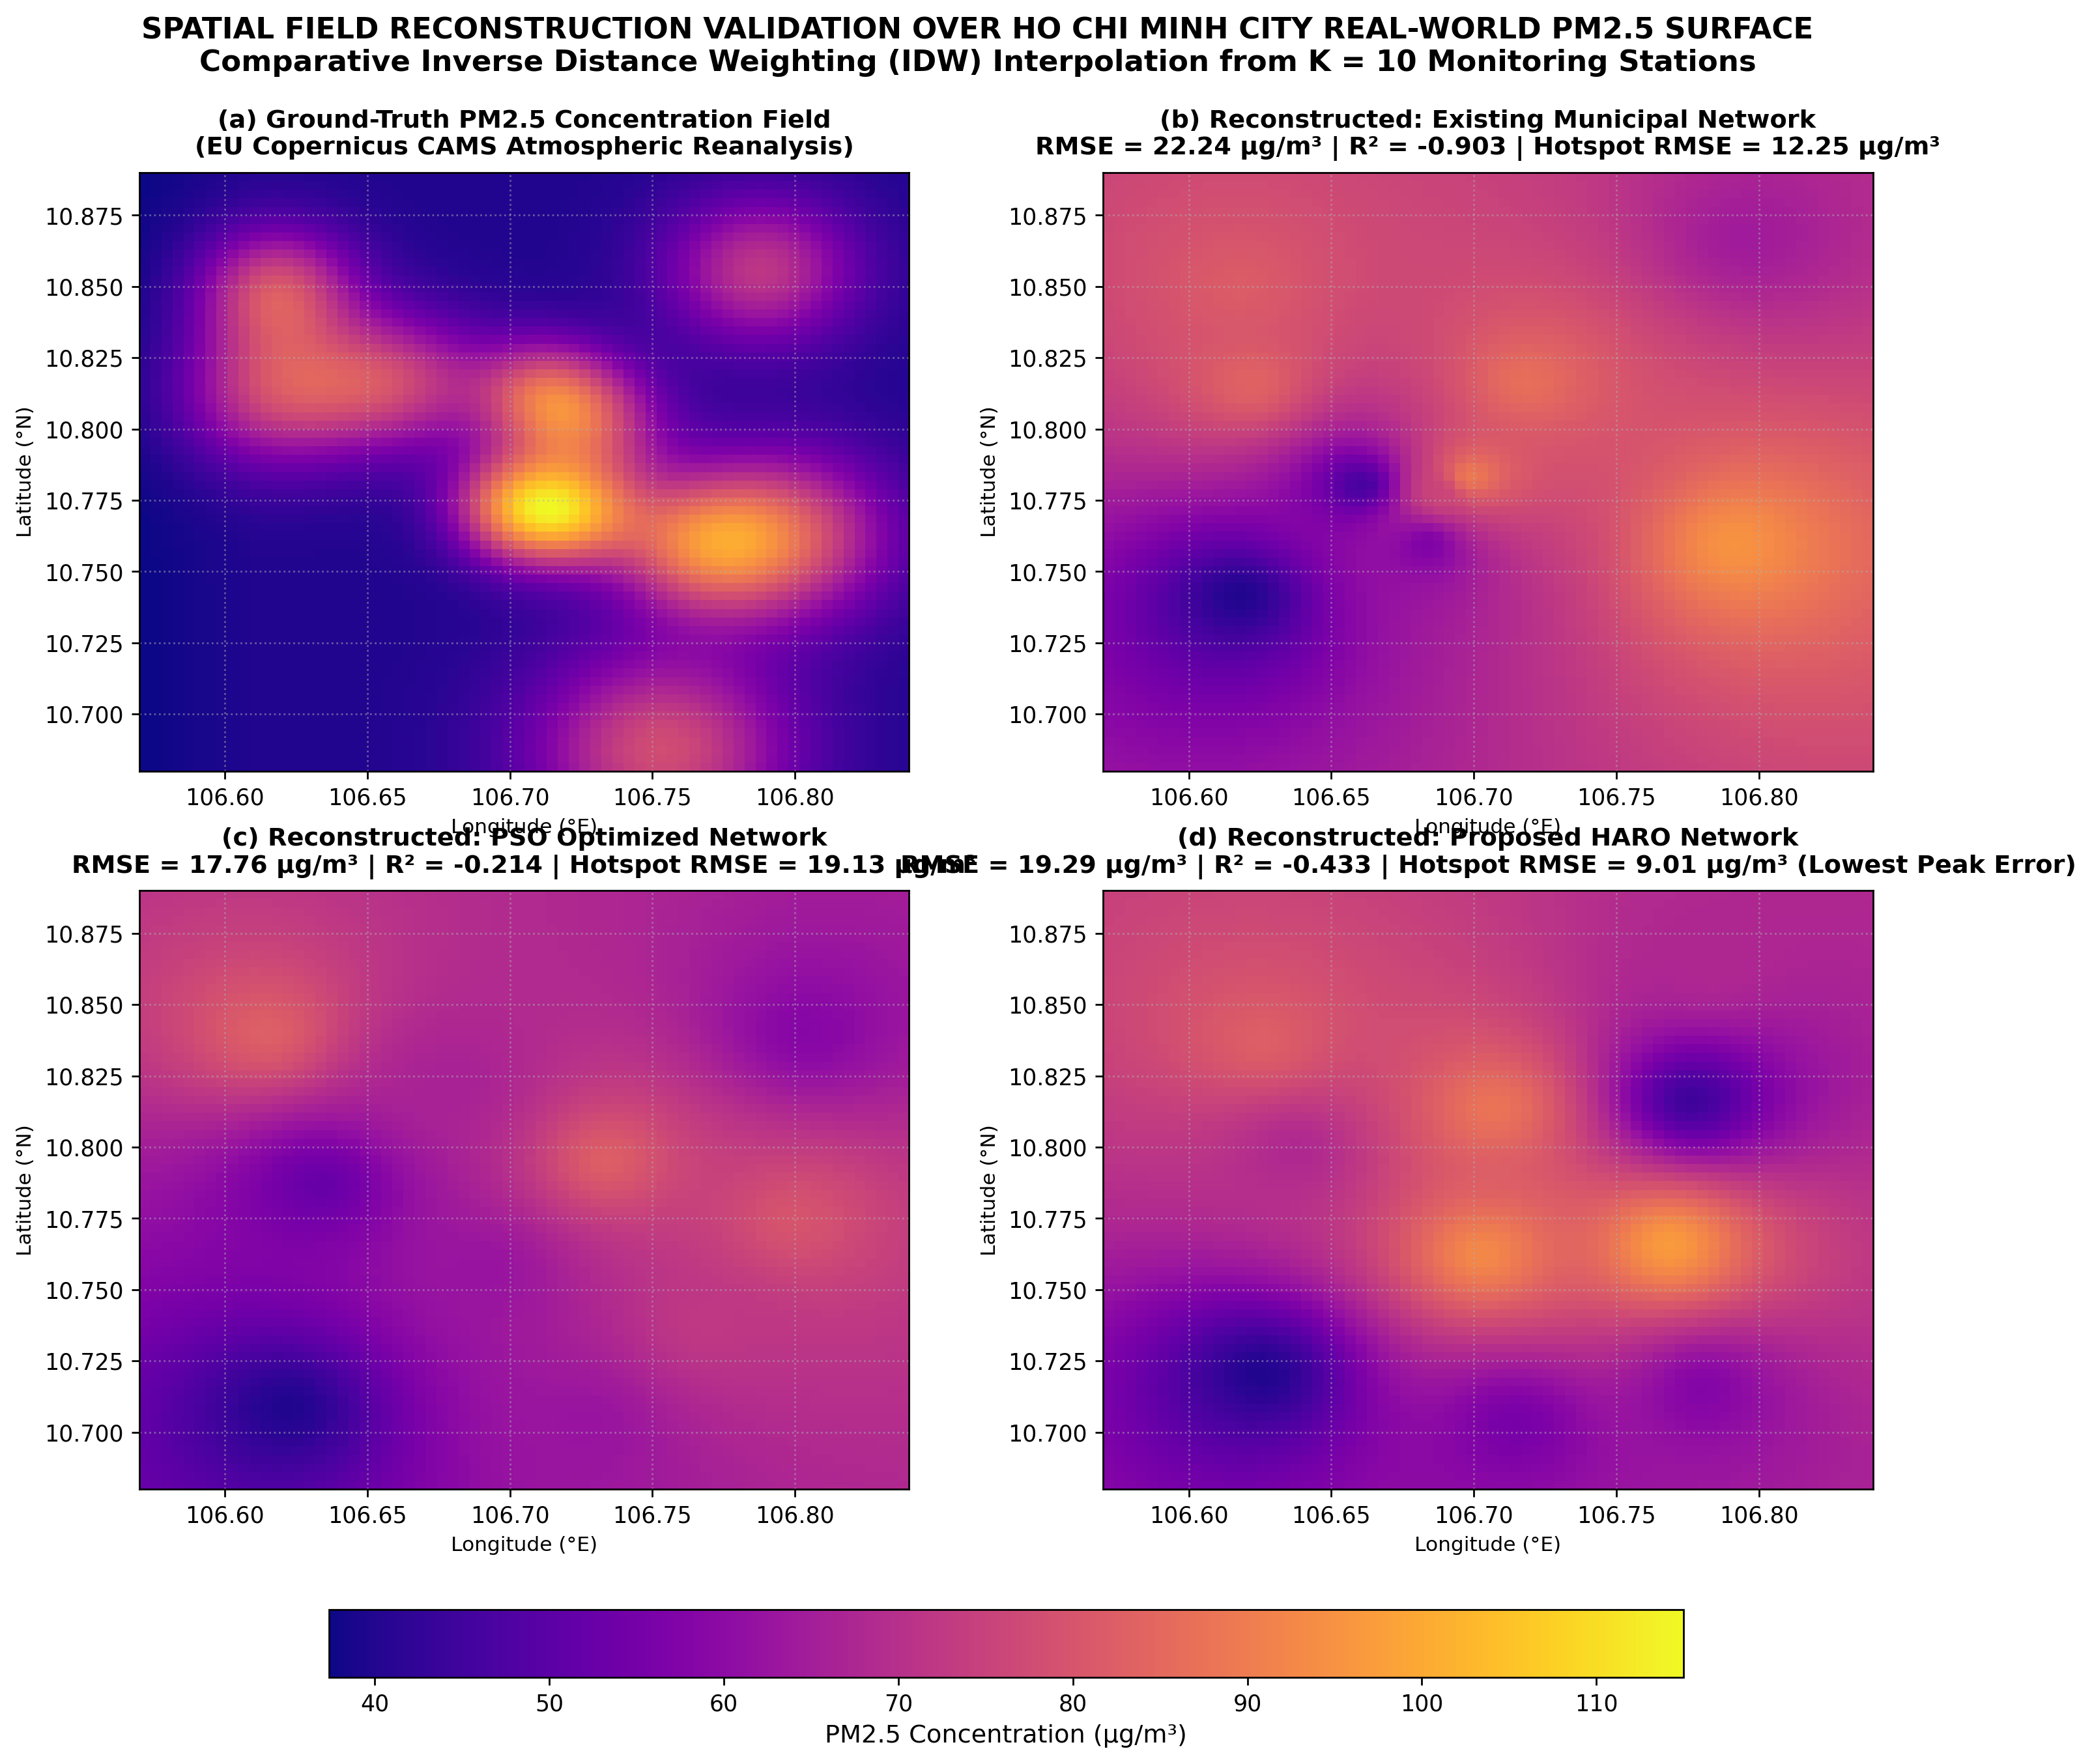 SPATIAL FIELD RECONSTRUCTION VALIDATION OVER HO CHI MINH CITY REAL-WORLD PM2.5 SURFACE
Comparative Inverse Distance Weighting (IDW) Interpolation from K = 10 Monitoring Stations
(a) Ground-Truth PM2.5 Concentration Field
(EU Copernicus CAMS Atmospheric Reanalysis)
10.875
10.850
10.825
10.800
10.775
10.750
10.725
10.700
Latitude (°N)
106.60 106.65 106.70 106.75 106.80
Longitude (°E)
(b) Reconstructed: Existing Municipal Network
RMSE = 22.24 µg/m³ | R² = -0.903 | Hotspot RMSE = 12.25 µg/m³
10.875
10.850
10.825
10.800
10.775
10.750
10.725
10.700
Latitude (°N)
106.60 106.65 106.70 106.75 106.80
Longitude (°E)
(c) Reconstructed: PSO Optimized Network
RMSE = 17.76 µg/m³ | R² = -0.214 | Hotspot RMSE = 19.13 µg/m³
10.875
10.850
10.825
10.800
10.775
10.750
10.725
10.700
Latitude (°N)
106.60 106.65 106.70 106.75 106.80
Longitude (°E)
(d) Reconstructed: Proposed HARO Network
RMSE = 19.29 µg/m³ | R² = -0.433 | Hotspot RMSE = 9.01 µg/m³ (Lowest Peak Error)
10.875
10.850
10.825
10.800
10.775
10.750
10.725
10.700
Latitude (°N)
106.60 106.65 106.70 106.75 106.80
Longitude (°E)
40 50 60 70 80 90 100 110
PM2.5 Concentration (µg/m³)